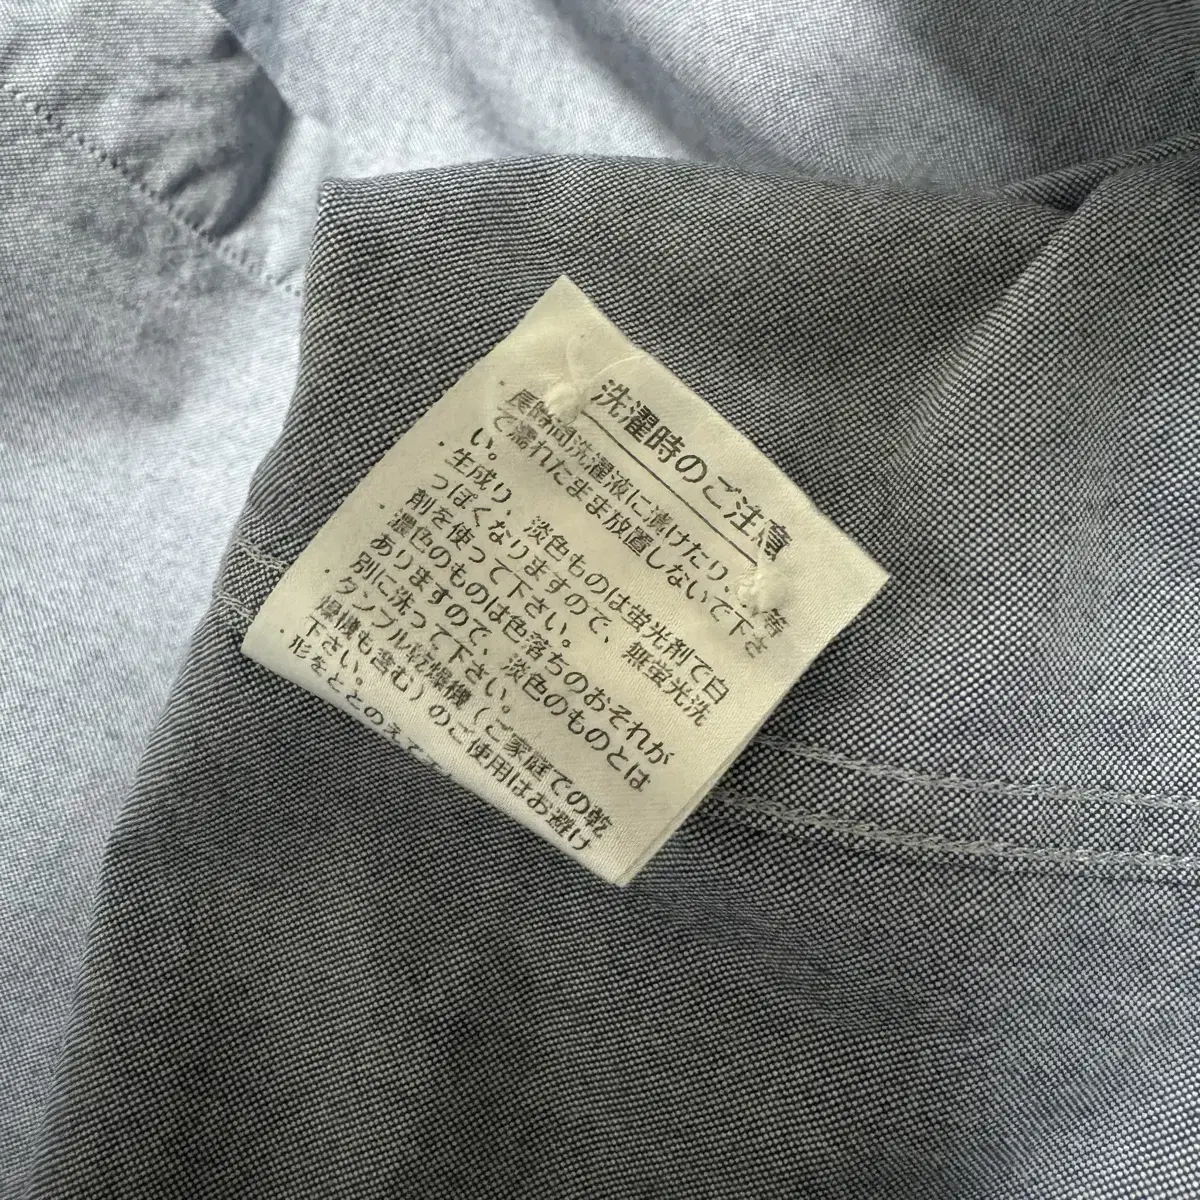 洗濯時のご注意
・長時間洗濯液に漬けたり、等
で濡れたまま放置しないで下さ
い。
・生成り、淡色ものは蛍光剤で白
っぽくなりますので、無蛍光洗
剤を使って下さい。
・濃色のものは色落ちのおそれが
ありますので、淡色のものとは
別に洗って下さい。
・タンブル乾燥機（ご家庭での乾
燥機も含む）のご使用はお避け
下さい。
・形をととのえて